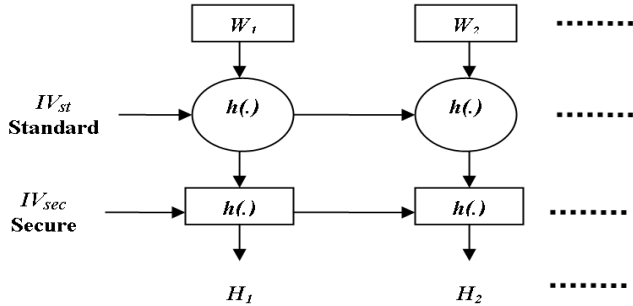 W₁ W₂
IVst h(.) h(.)
Standard
IVsec h(.) h(.)
Secure
H₁ H₂